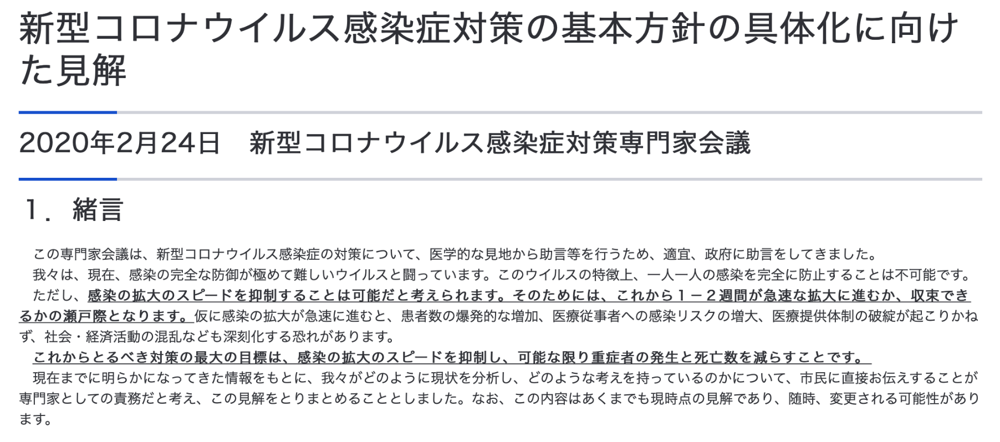 新型コロナウイルス感染症対策の基本方針の具体化に向け
た見解
2020年2月24日　新型コロナウイルス感染症対策専門家会議
１．緒言
　この専門家会議は、新型コロナウイルス感染症の対策について、医学的な見地から助言等を行うため、適宜、政府に助言をしてきました。
　我々は、現在、感染の完全な防御が極めて難しいウイルスと闘っています。このウイルスの特徴上、一人一人の感染を完全に防止することは不可能です。
　ただし、感染の拡大のスピードを抑制することは可能だと考えられます。そのためには、これから１－２週間が急速な拡大に進むか、収束でき
るかの瀬戸際となります。仮に感染の拡大が急速に進むと、患者数の爆発的な増加、医療従事者への感染リスクの増大、医療提供体制の破綻が起こりかね
ず、社会・経済活動の混乱なども深刻化する恐れがあります。
　これからとるべき対策の最大の目標は、感染の拡大のスピードを抑制し、可能な限り重症者の発生と死亡数を減らすことです。
　現在までに明らかになってきた情報をもとに、我々がどのように現状を分析し、どのような考えを持っているのかについて、市民に直接お伝えすることが
専門家としての責務だと考え、この見解をとりまとめることとしました。なお、この内容はあくまでも現時点の見解であり、随時、変更される可能性があり
ます。